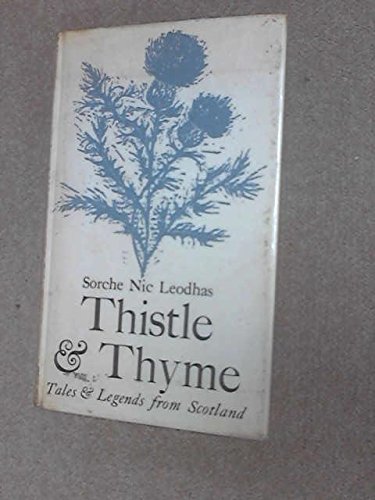 Sorche Nic Leodhas
Thistle
& Thyme
Tales & Legends from Scotland